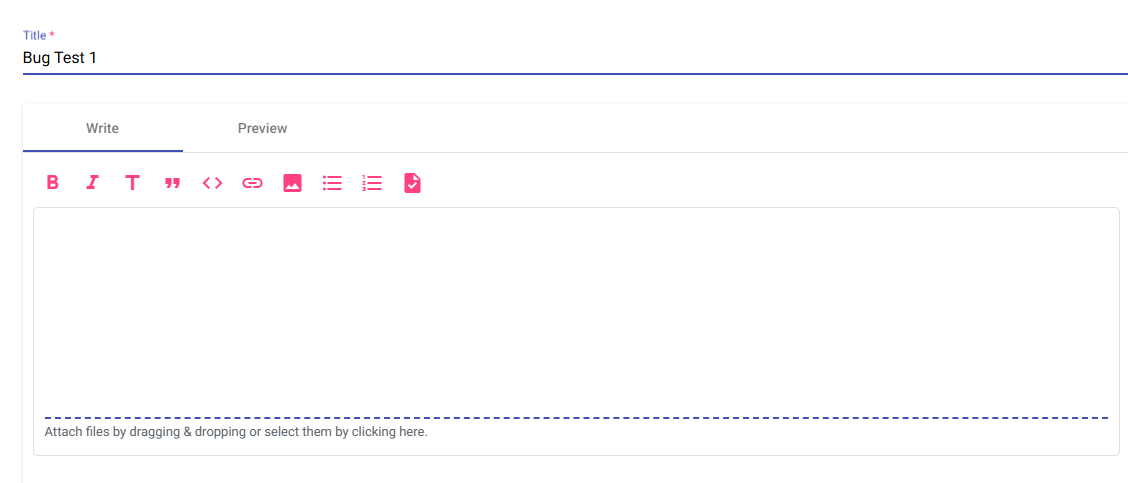 Title *
Bug Test 1
Write Preview
Attach files by dragging & dropping or select them by clicking here.